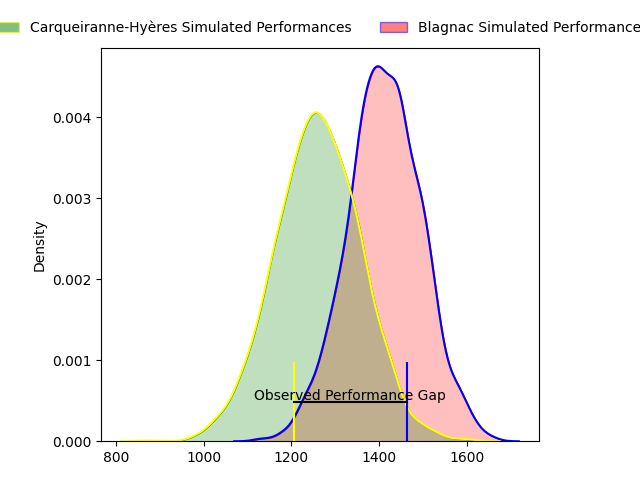 Carqueiranne-Hyères Simulated Performances
Blagnac Simulated Performance
Density
0.004
0.003
0.002
0.001
0.000
Observed Performance Gap
800 1000 1200 1400 1600